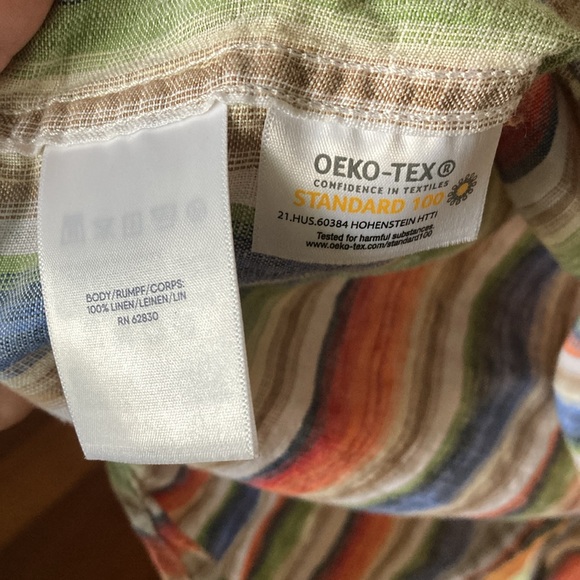 BODY/RUMPF/CORPS:
100% LINEN/LEINEN/LIN
RN 62830
OEKO-TEX®
CONFIDENCE IN TEXTILES
STANDARD 100
21.HUS.60384 HOHENSTEIN HTTI
Tested for harmful substances.
www.oeko-tex.com/standard100